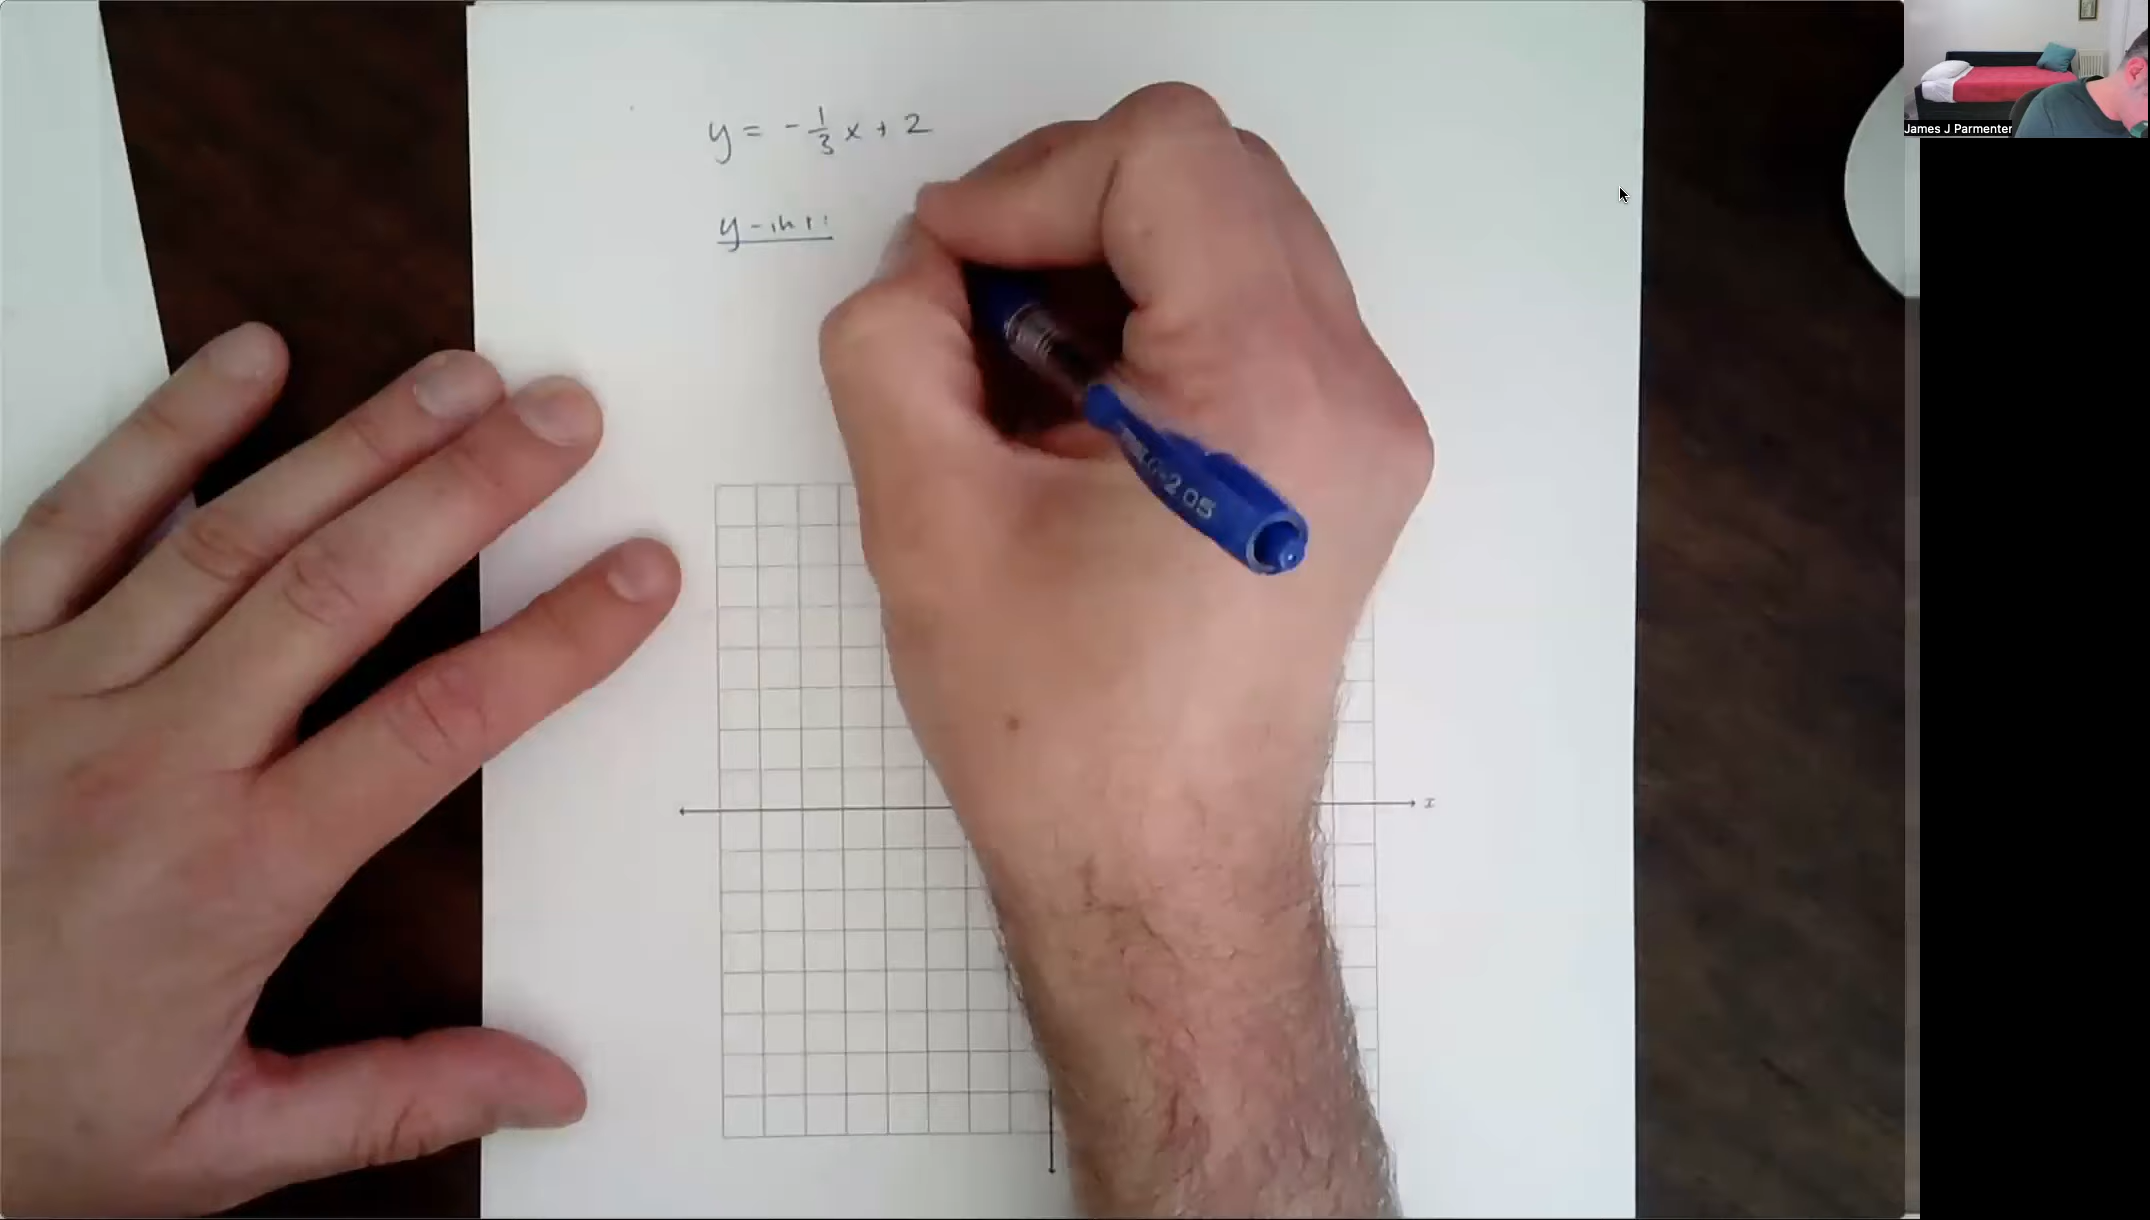 y = -1/3 x + 2
y-int:
x
James J Parmenter